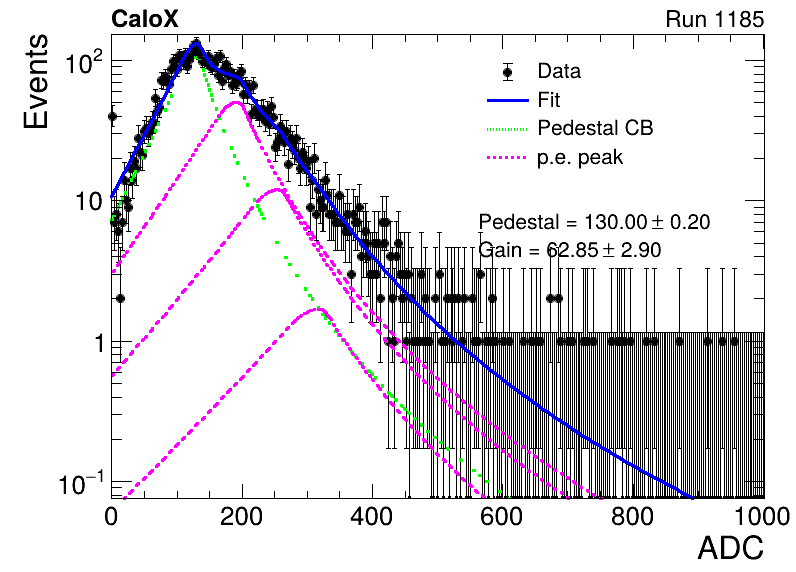 CaloX Run 1185
Events
10²
10
1
10⁻¹
Data
Fit
Pedestal CB
p.e. peak
Pedestal = 130.00 ± 0.20
Gain = 62.85 ± 2.90
0 200 400 600 800 1000
ADC